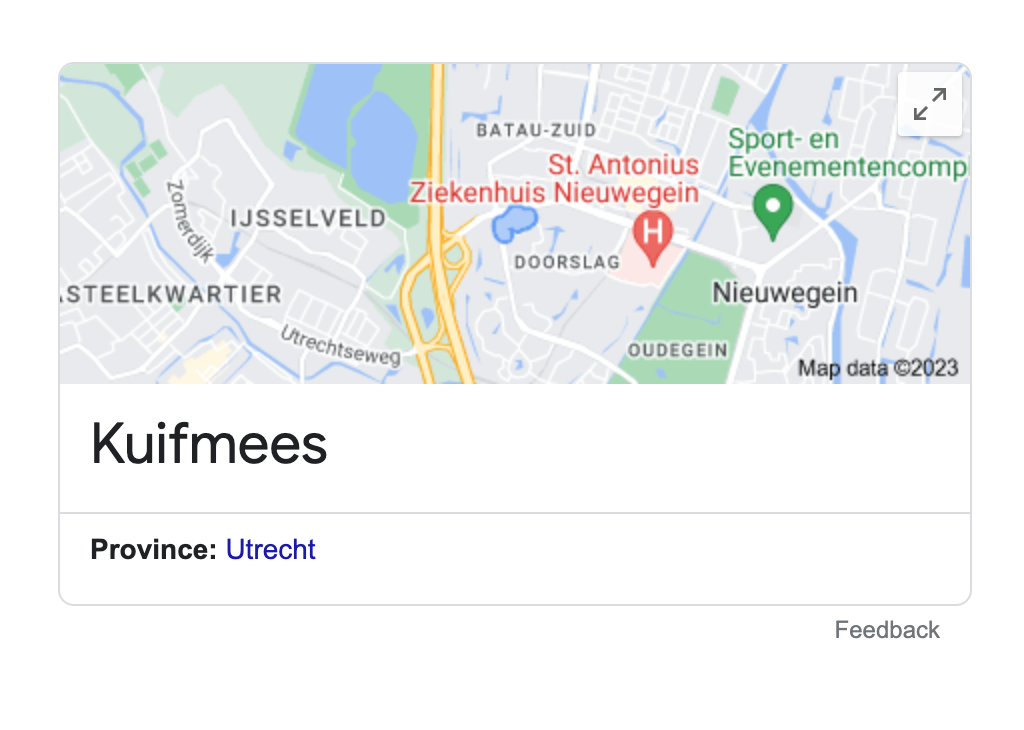 BATAU-ZUID
Sport- en
Evenementencompl
St. Antonius
Ziekenhuis Nieuwegein
H
Zomerdijk
IJSSELVELD
DOORSLAG
ASTEELKWARTIER
Nieuwegein
Utrechtseweg
OUDEGEIN
Map data ©2023
Kuifmees
Province: Utrecht
Feedback